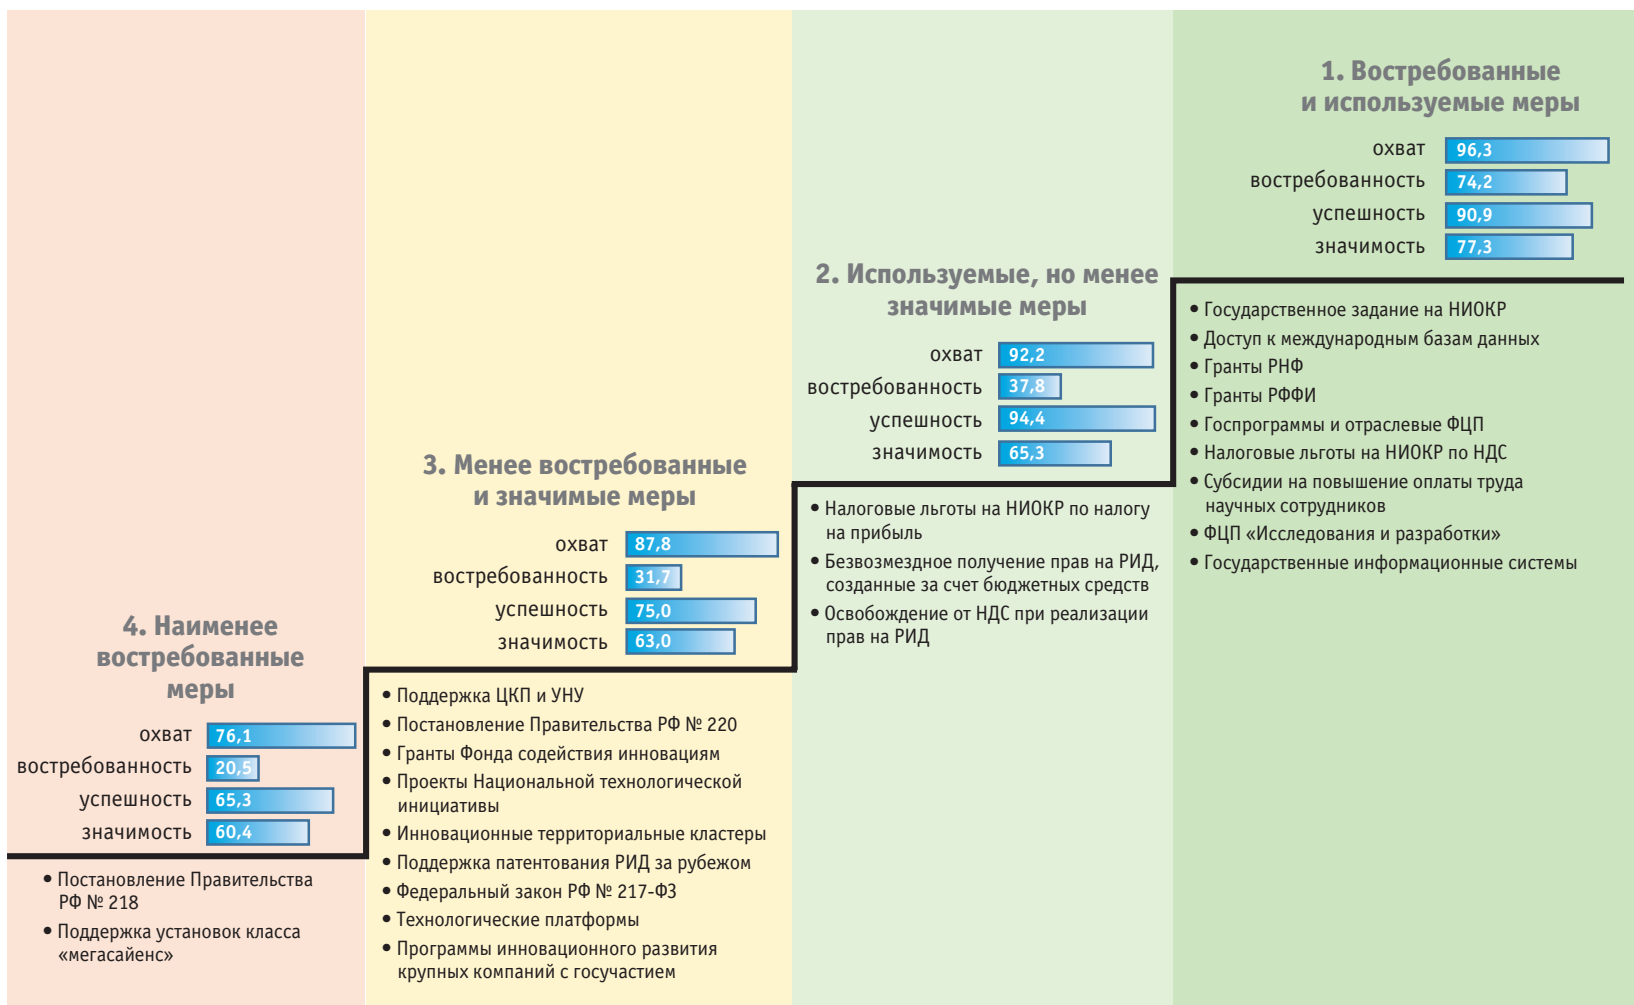 4. Наименее
востребованные
меры
охват 76,1
востребованность 20,5
успешность 65,3
значимость 60,4
• Постановление Правительства
РФ № 218
• Поддержка установок класса
«мегасайенс»
3. Менее востребованные
и значимые меры
охват 87,8
востребованность 31,7
успешность 75,0
значимость 63,0
• Поддержка ЦКП и УНУ
• Постановление Правительства РФ № 220
• Гранты Фонда содействия инновациям
• Проекты Национальной технологической
инициативы
• Инновационные территориальные кластеры
• Поддержка патентования РИД за рубежом
• Федеральный закон РФ № 217-ФЗ
• Технологические платформы
• Программы инновационного развития
крупных компаний с госучастием
2. Используемые, но менее
значимые меры
охват 92,2
востребованность 37,8
успешность 94,4
значимость 65,3
• Налоговые льготы на НИОКР по налогу
на прибыль
• Безвозмездное получение прав на РИД,
созданные за счет бюджетных средств
• Освобождение от НДС при реализации
прав на РИД
1. Востребованные
и используемые меры
охват 96,3
востребованность 74,2
успешность 90,9
значимость 77,3
• Государственное задание на НИОКР
• Доступ к международным базам данных
• Гранты РНФ
• Гранты РФФИ
• Госпрограммы и отраслевые ФЦП
• Налоговые льготы на НИОКР по НДС
• Субсидии на повышение оплаты труда
научных сотрудников
• ФЦП «Исследования и разработки»
• Государственные информационные системы